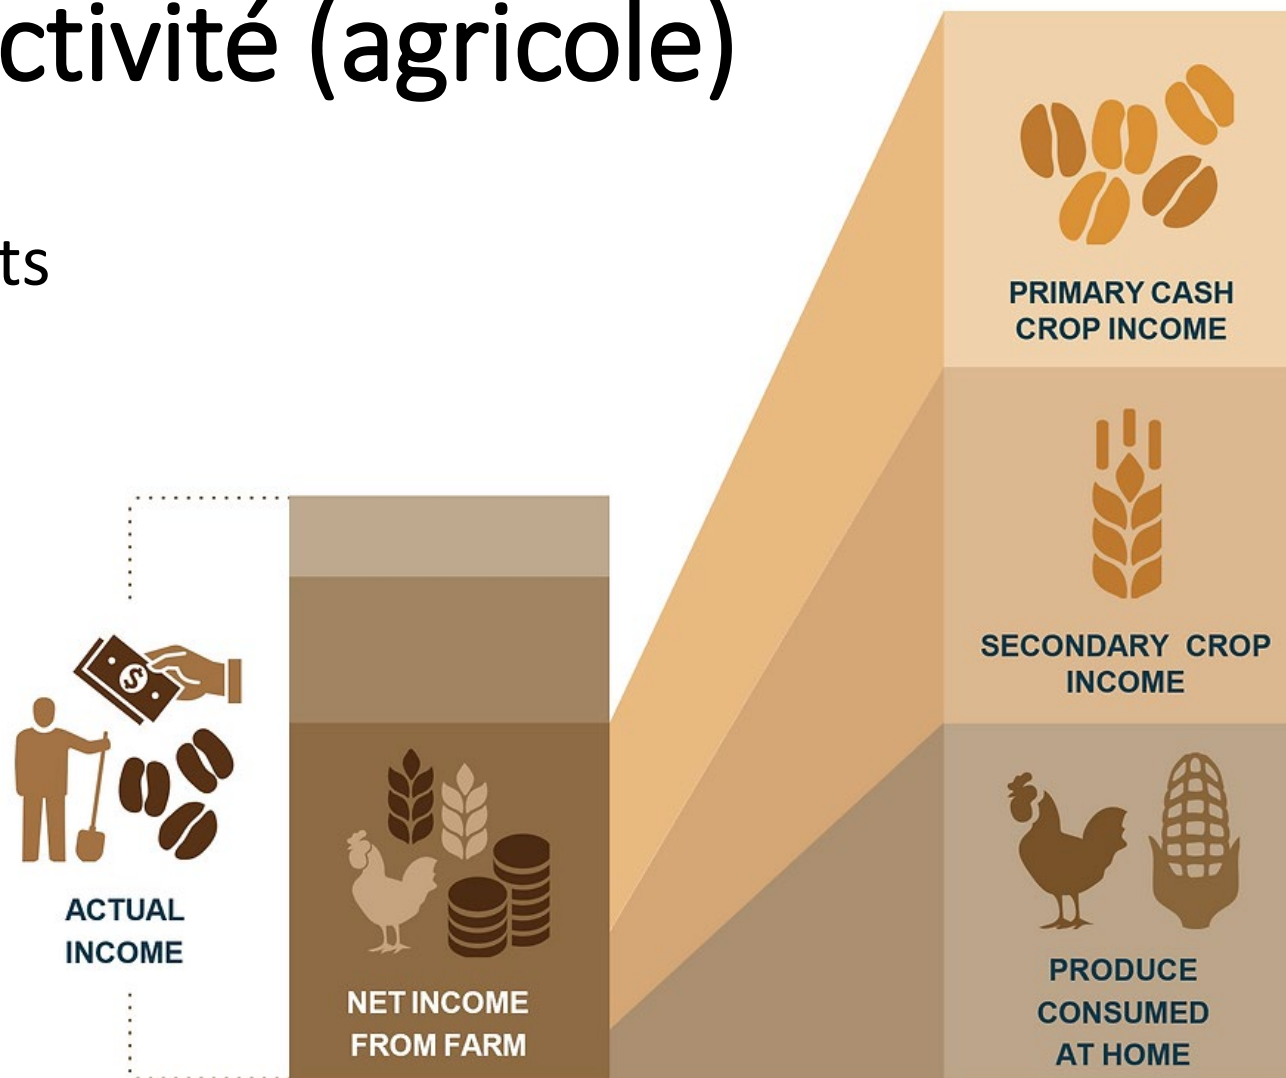 ctivité (agricole)
ts
PRIMARY CASH
CROP INCOME
SECONDARY CROP
INCOME
ACTUAL
INCOME
$
NET INCOME
FROM FARM
PRODUCE
CONSUMED
AT HOME